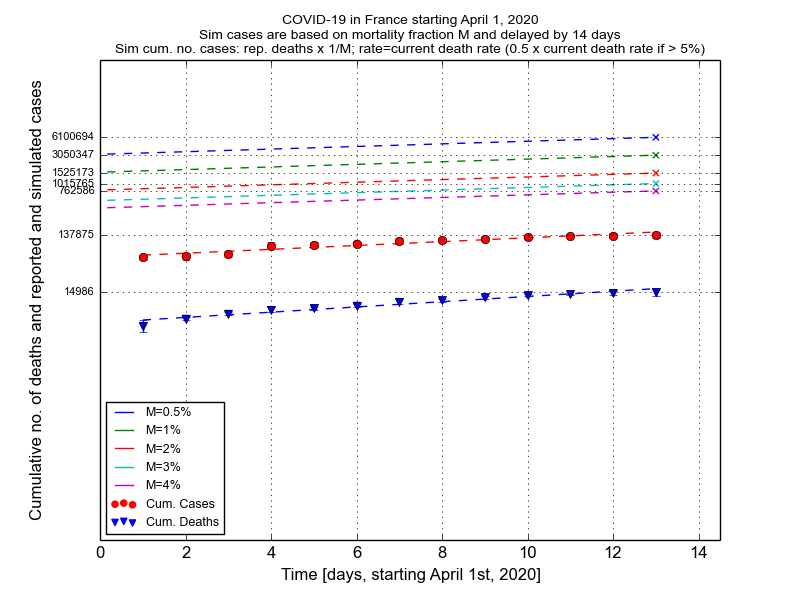 COVID-19 in France starting April 1, 2020
Sim cases are based on mortality fraction M and delayed by 14 days
Sim cum. no. cases: rep. deaths x 1/M; rate=current death rate (0.5 x current death rate if > 5%)
Cumulative no. of deaths and reported and simulated cases
6100694
3050347
1525173
1015765
762586
137875
14986
M=0.5%
M=1%
M=2%
M=3%
M=4%
Cum. Cases
Cum. Deaths
0 2 4 6 8 10 12 14
Time [days, starting April 1st, 2020]